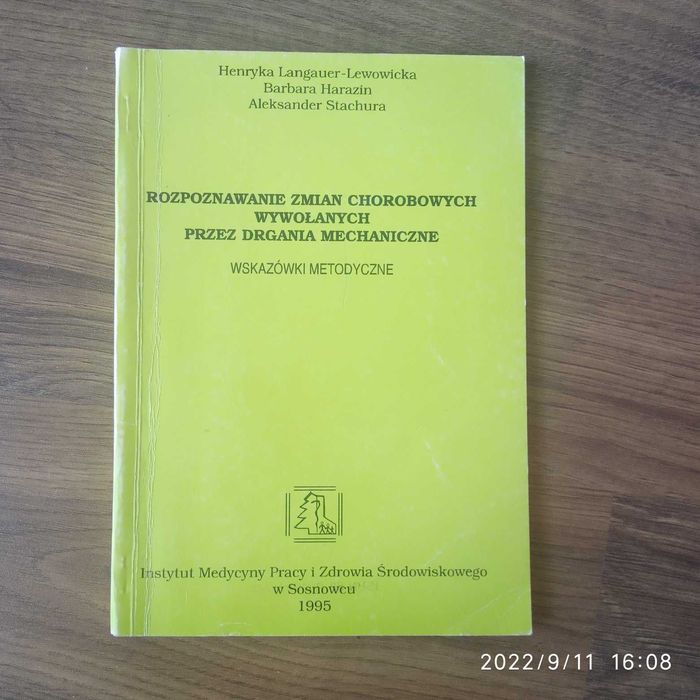 Henryka Langauer-Lewowicka
Barbara Harazin
Aleksander Stachura
ROZPOZNAWANIE ZMIAN CHOROBOWYCH
WYWOŁANYCH
PRZEZ DRGANIA MECHANICZNE
WSKAZÓWKI METODYCZNE
Instytut Medycyny Pracy i Zdrowia Środowiskowego
w Sosnowcu
1995
2022/9/11 16:08